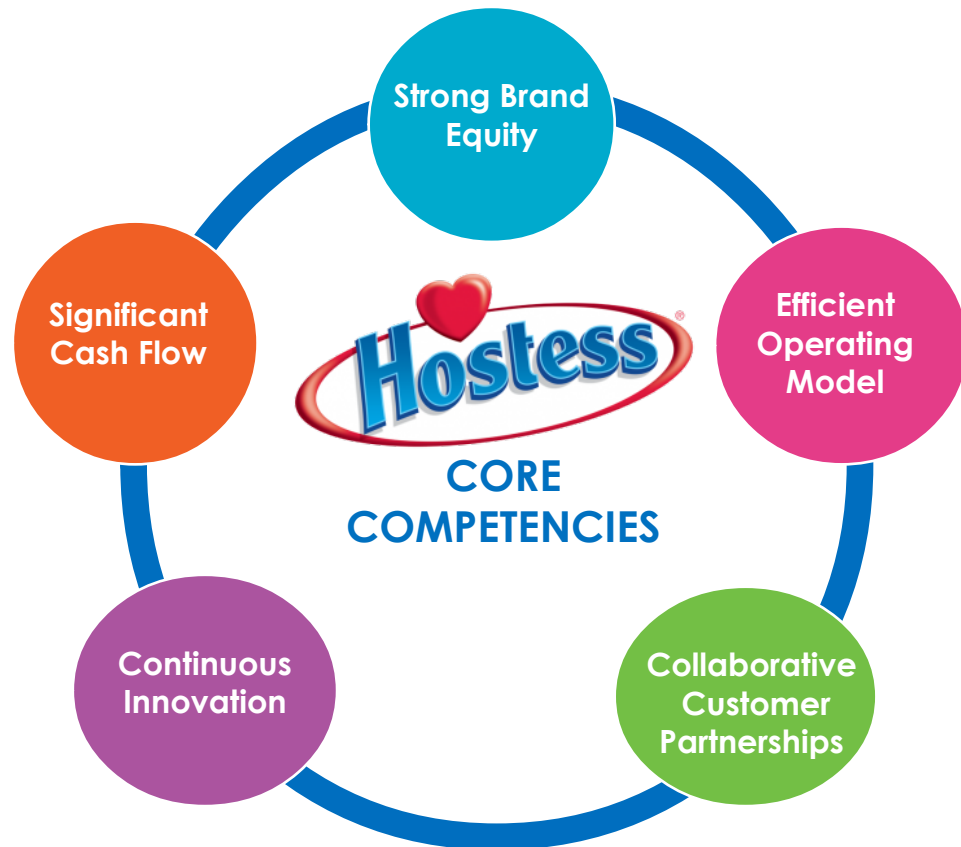 Strong Brand
Equity
Significant
Cash Flow
Efficient
Operating
Model
Hostess®
CORE
COMPETENCIES
Continuous
Innovation
Collaborative
Customer
Partnerships